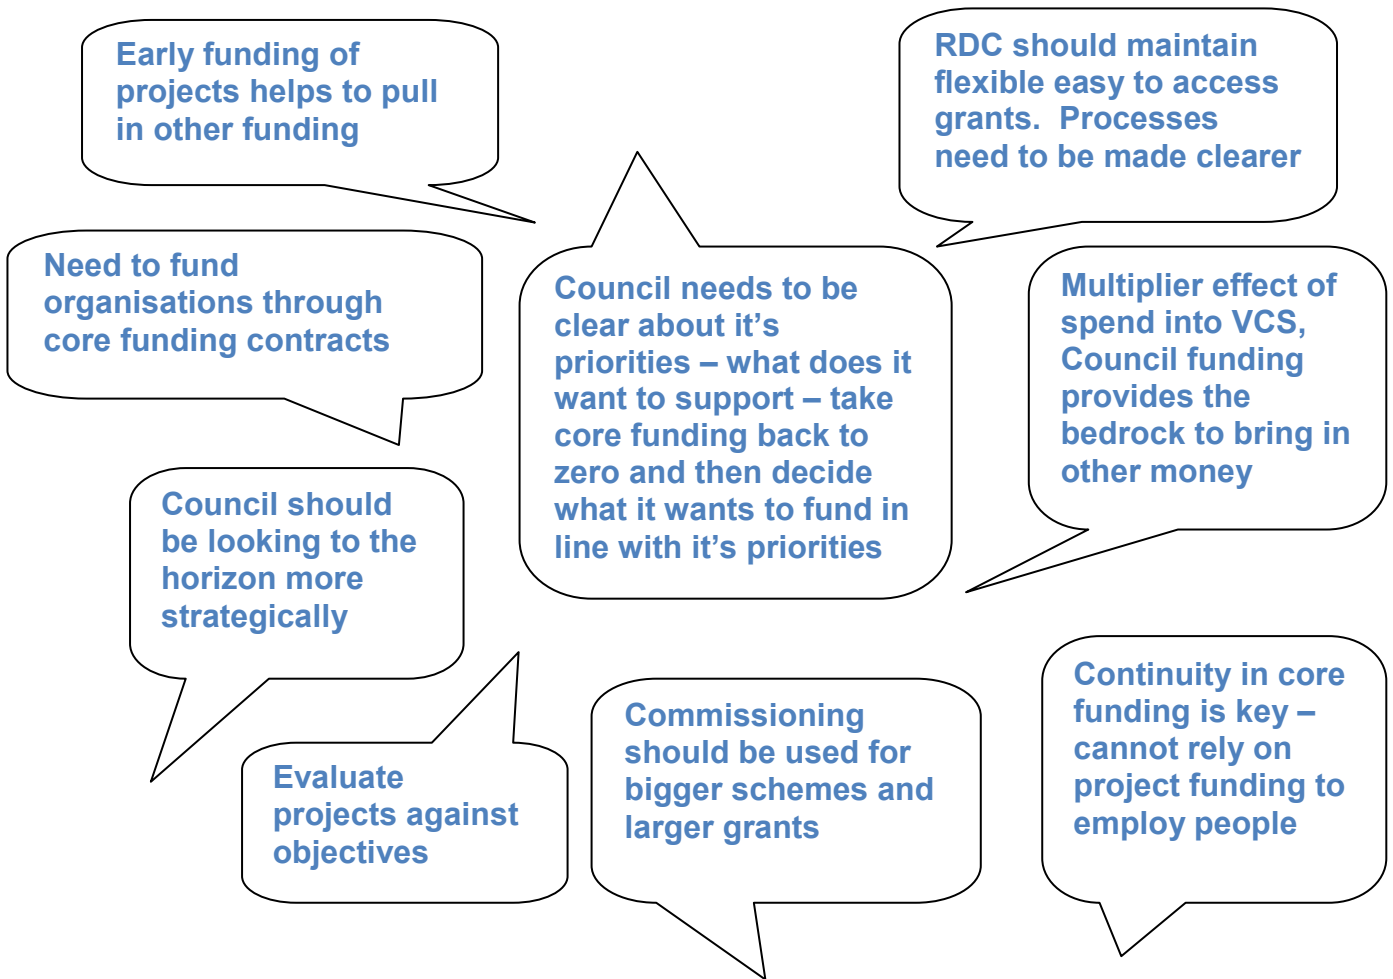 Early funding of
projects helps to pull
in other funding
RDC should maintain
flexible easy to access
grants.  Processes
need to be made clearer
Need to fund
organisations through
core funding contracts
Council needs to be
clear about it’s
priorities – what does it
want to support – take
core funding back to
zero and then decide
what it wants to fund in
line with it’s priorities
Multiplier effect of
spend into VCS,
Council funding
provides the
bedrock to bring in
other money
Council should
be looking to the
horizon more
strategically
Evaluate
projects against
objectives
Commissioning
should be used for
bigger schemes and
larger grants
Continuity in core
funding is key –
cannot rely on
project funding to
employ people